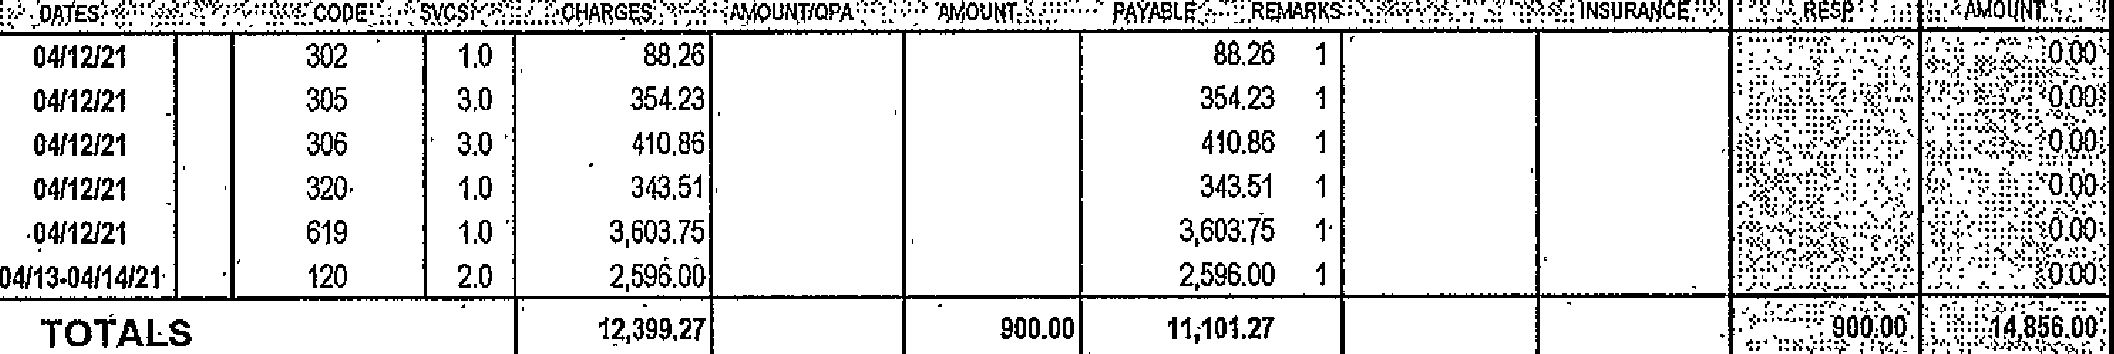 DATES CODE SVCS CHARGES AMOUNT/QPA AMOUNT PAYABLE REMARKS INSURANCE RESP AMOUNT
04/12/21 302 1.0 88.26 88.26 1 0.00
04/12/21 305 3.0 354.23 354.23 1 0.00
04/12/21 306 3.0 410.86 410.86 1 0.00
04/12/21 320 1.0 343.51 343.51 1 0.00
04/12/21 619 1.0 3,603.75 3,603.75 1 0.00
04/13-04/14/21 120 2.0 2,596.00 2,596.00 1 0.00
TOTALS 12,399.27 900.00 11,101.27 900.00 14,856.00